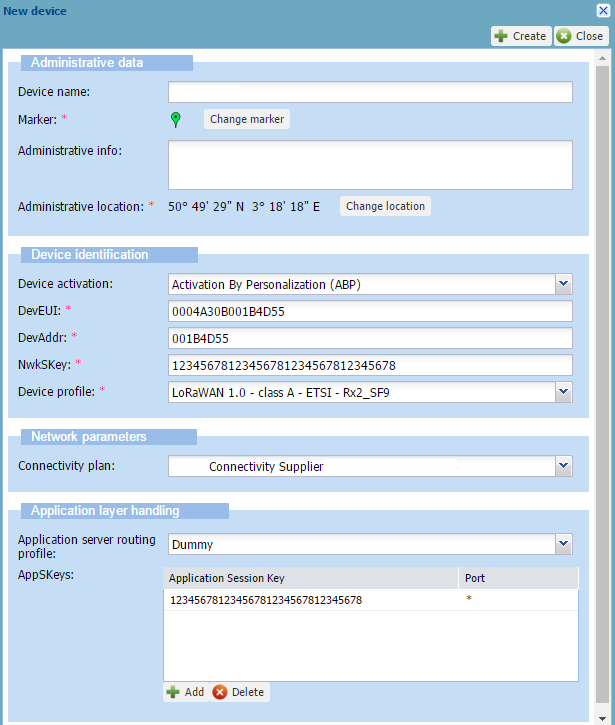 New device
Create Close
Administrative data
Device name:
Marker: * Change marker
Administrative info:
Administrative location: * 50° 49' 29" N 3° 18' 18" E Change location
Device identification
Device activation: Activation By Personalization (ABP)
DevEUI: * 0004A30B001B4D55
DevAddr: * 001B4D55
NwkSKey: * 12345678123456781234567812345678
Device profile: * LoRaWAN 1.0 - class A - ETSI - Rx2_SF9
Network parameters
Connectivity plan: Connectivity Supplier
Application layer handling
Application server routing
profile: Dummy
AppSKeys: Application Session Key Port
12345678123456781234567812345678 *
Add Delete